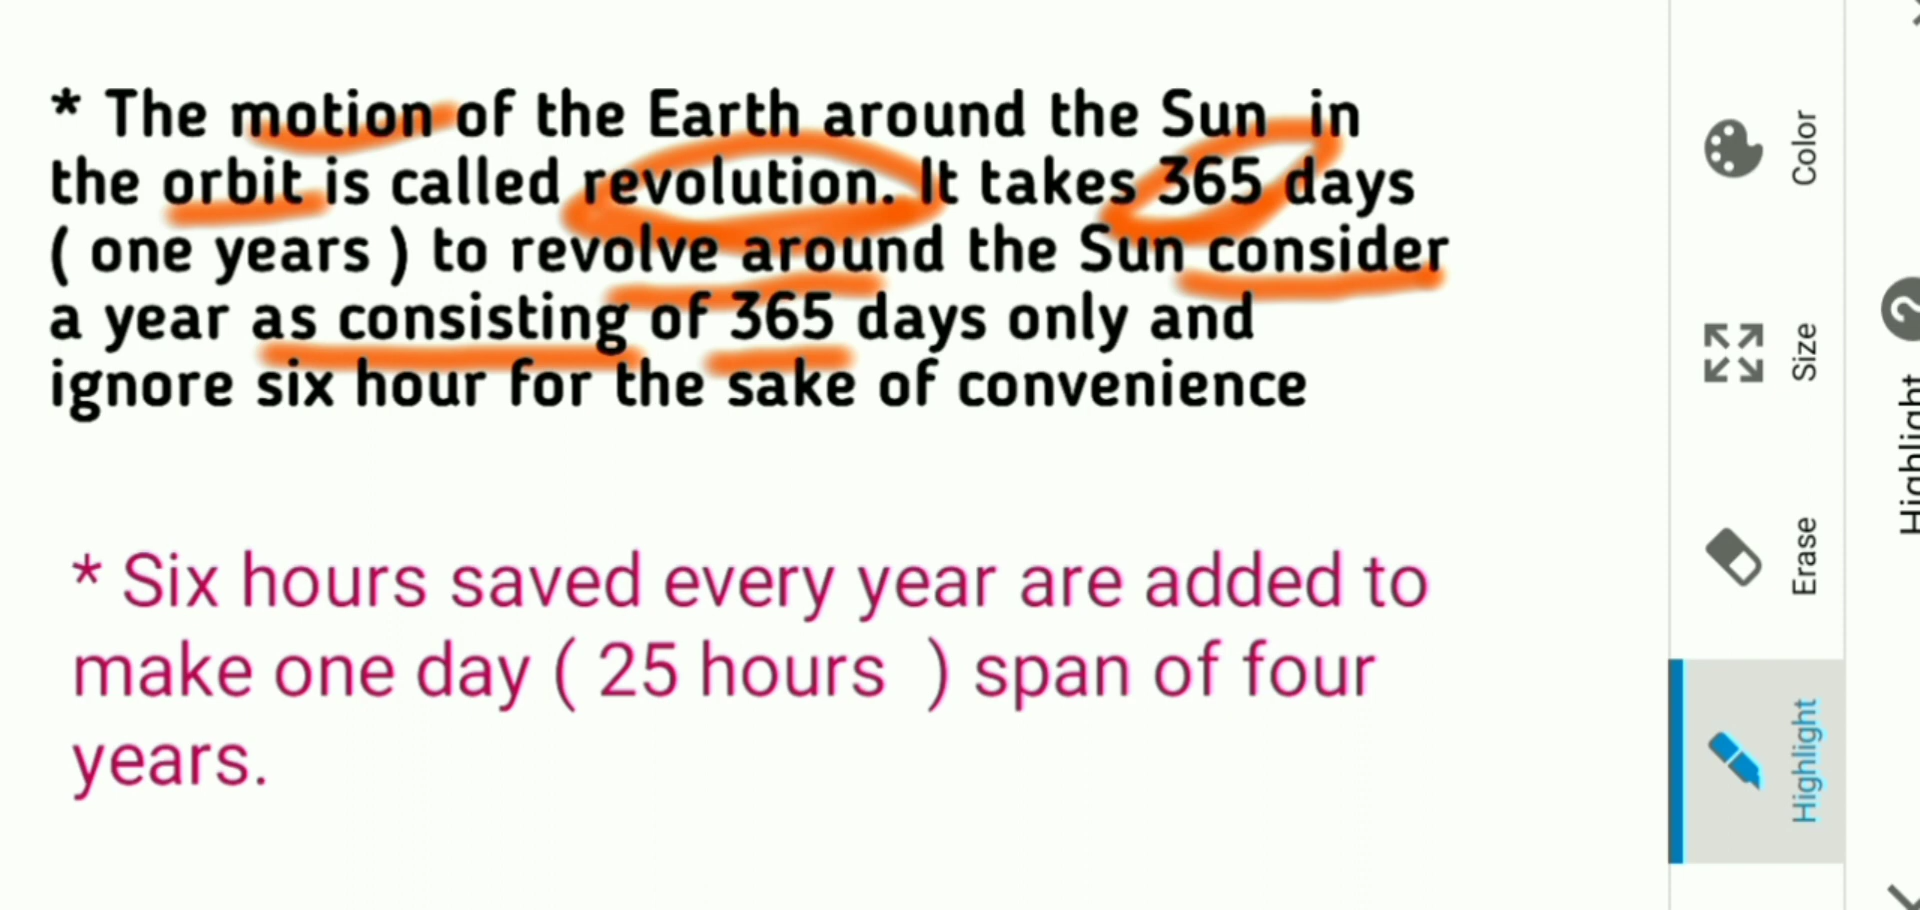 * The motion of the Earth around the Sun in
the orbit is called revolution. It takes 365 days
( one years ) to revolve around the Sun consider
a year as consisting of 365 days only and
ignore six hour for the sake of convenience
* Six hours saved every year are added to
make one day ( 25 hours ) span of four
years.
Color
Size
Erase
Highlight
Highlight